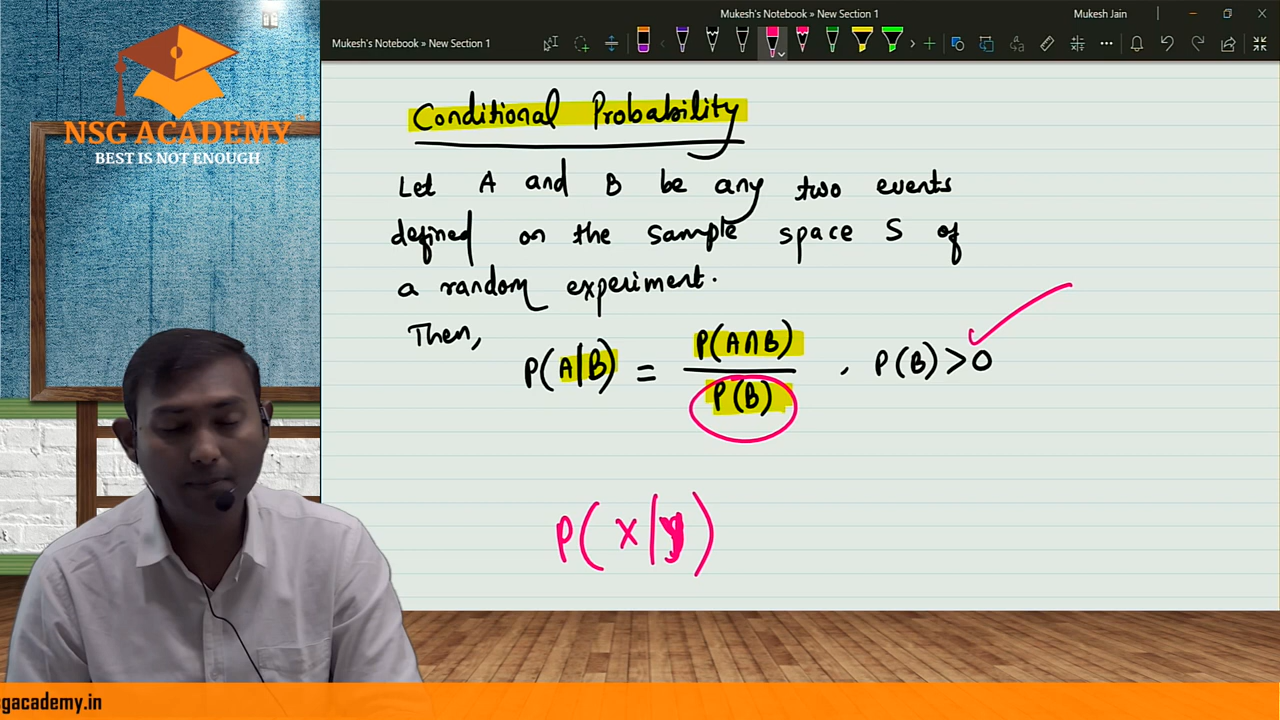 Mukesh's Notebook » New Section 1
Mukesh Jain
Mukesh's Notebook » New Section 1
NSG ACADEMY
BEST IS NOT ENOUGH
Conditional Probability
Let A and B be any two events
defined on the sample space S of
a random experiment.
Then,
P(A|B) = P(A∩B) / P(B) , P(B) > 0
P(X|Y)
sgacademy.in